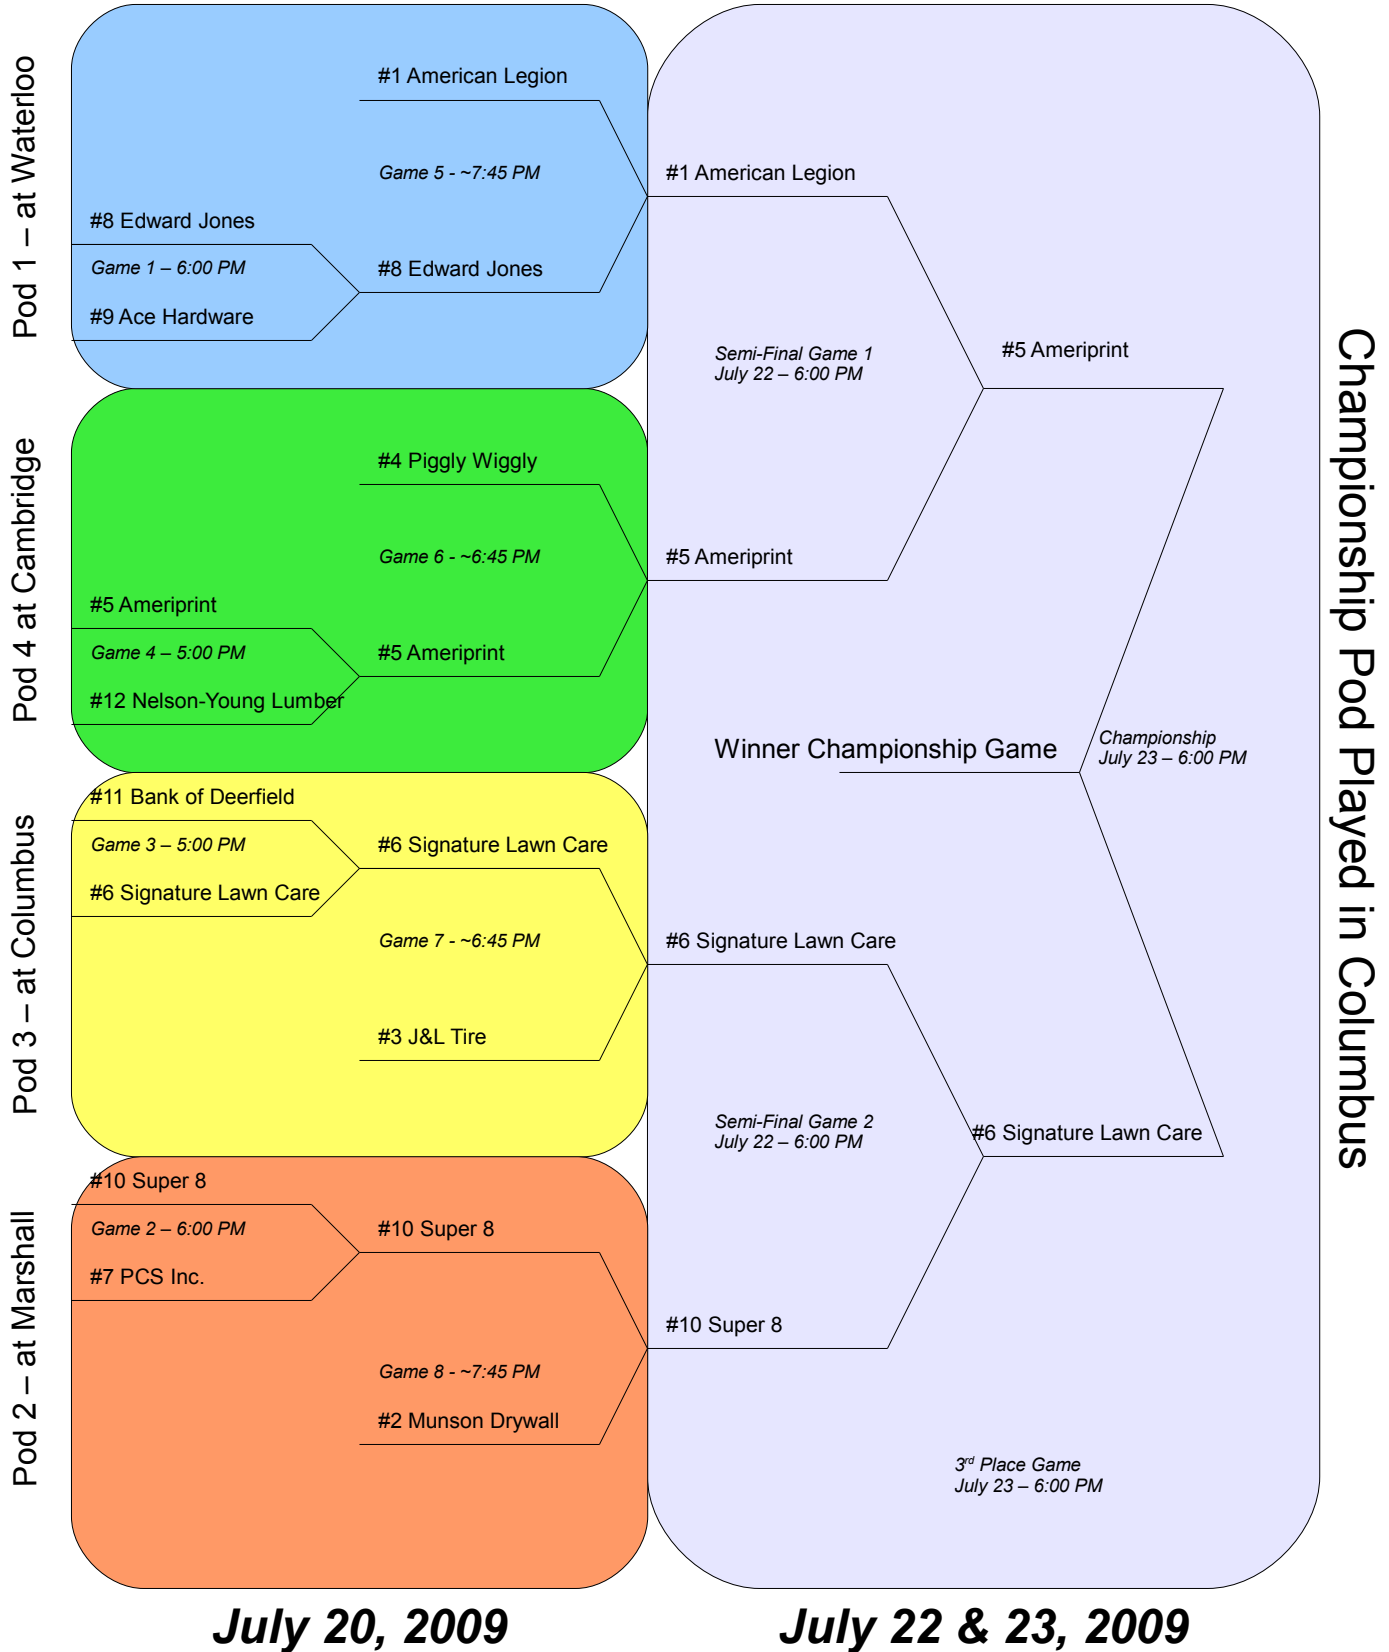 Pod 1 – at Waterloo
#1 American Legion
Game 5 - ~7:45 PM
#8 Edward Jones
Game 1 – 6:00 PM
#9 Ace Hardware
#8 Edward Jones
#1 American Legion
Semi-Final Game 1
July 22 – 6:00 PM
#5 Ameriprint
Pod 4 at Cambridge
#4 Piggly Wiggly
Game 6 - ~6:45 PM
#5 Ameriprint
Game 4 – 5:00 PM
#12 Nelson-Young Lumber
#5 Ameriprint
#5 Ameriprint
Winner Championship Game
Championship
July 23 – 6:00 PM
Championship Pod Played in Columbus
Pod 3 – at Columbus
#11 Bank of Deerfield
Game 3 – 5:00 PM
#6 Signature Lawn Care
#6 Signature Lawn Care
Game 7 - ~6:45 PM
#3 J&L Tire
#6 Signature Lawn Care
Semi-Final Game 2
July 22 – 6:00 PM
#6 Signature Lawn Care
Pod 2 – at Marshall
#10 Super 8
Game 2 – 6:00 PM
#7 PCS Inc.
#10 Super 8
Game 8 - ~7:45 PM
#2 Munson Drywall
#10 Super 8
3rd Place Game
July 23 – 6:00 PM
July 20, 2009
July 22 & 23, 2009